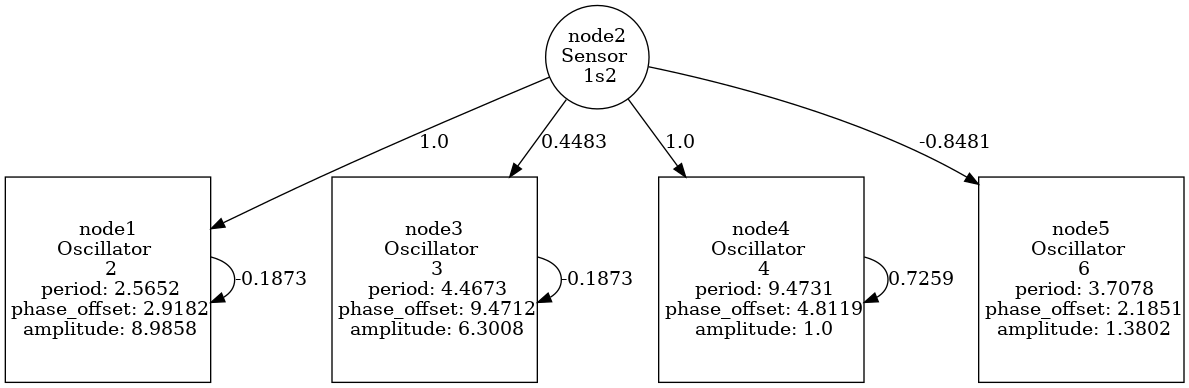 node2
Sensor
1s2
1.0
0.4483
1.0
-0.8481
node1
Oscillator
2
period: 2.5652
phase_offset: 2.9182
amplitude: 8.9858
-0.1873
node3
Oscillator
3
period: 4.4673
phase_offset: 9.4712
amplitude: 6.3008
-0.1873
node4
Oscillator
4
period: 9.4731
phase_offset: 4.8119
amplitude: 1.0
0.7259
node5
Oscillator
6
period: 3.7078
phase_offset: 2.1851
amplitude: 1.3802